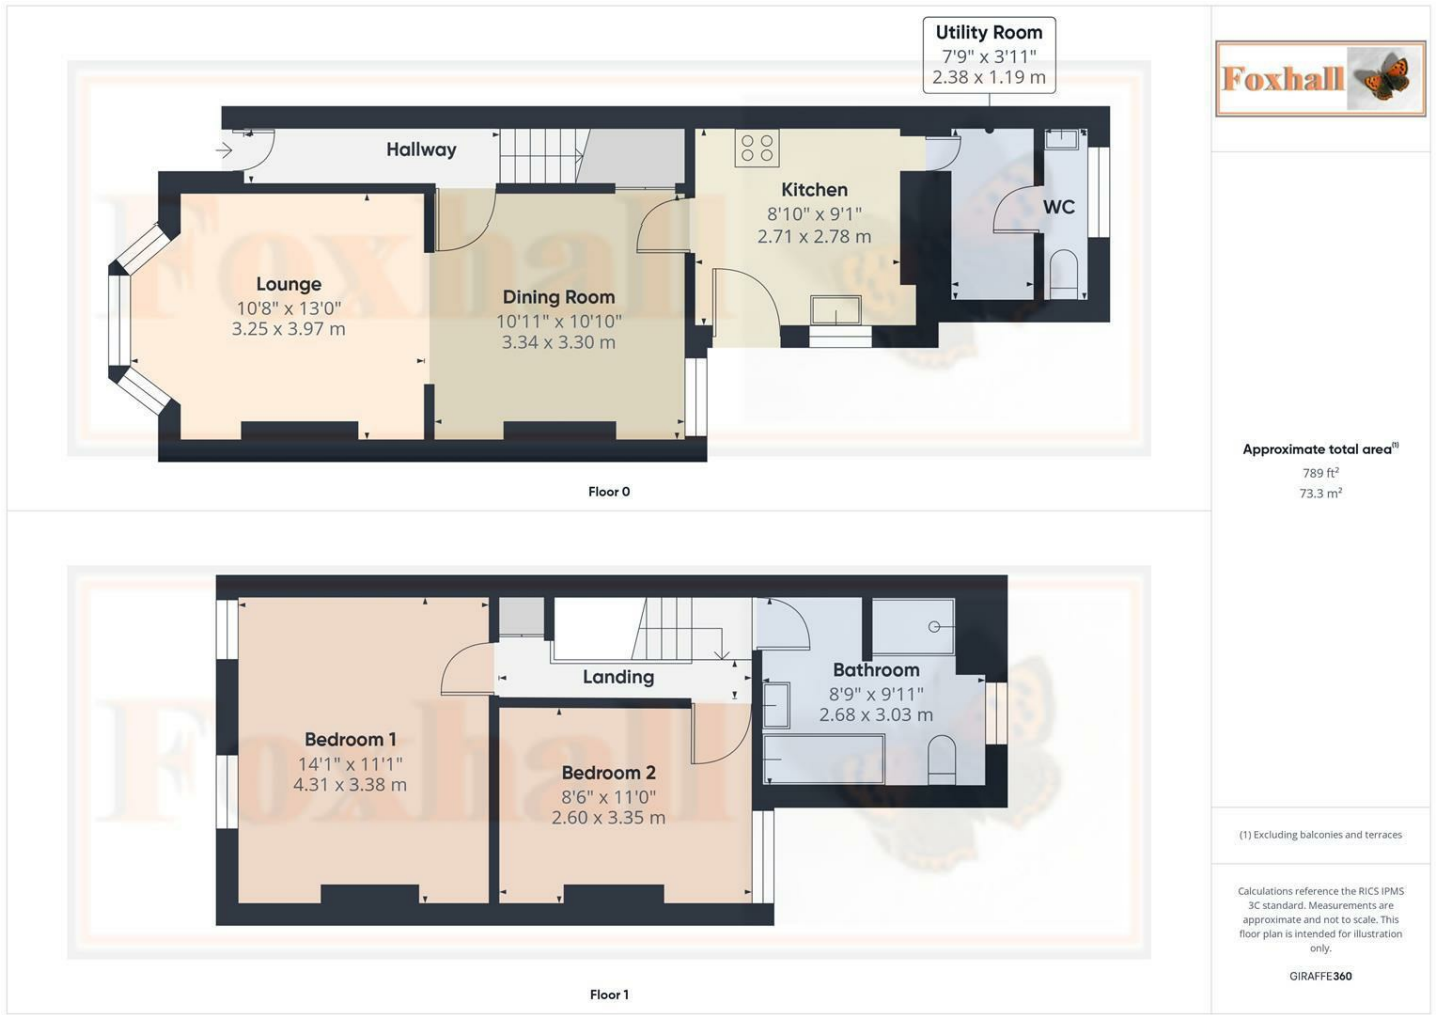 Utility Room
7'9" x 3'11"
2.38 x 1.19 m
Foxhall
Hallway
Kitchen
8'10" x 9'1"
2.71 x 2.78 m
WC
Lounge
10'8" x 13'0"
3.25 x 3.97 m
Dining Room
10'11" x 10'10"
3.34 x 3.30 m
Foxhall
Floor 0
Approximate total area(1)
789 ft²
73.3 m²
Landing
Bathroom
8'9" x 9'11"
2.68 x 3.03 m
Bedroom 1
14'1" x 11'1"
4.31 x 3.38 m
Bedroom 2
8'6" x 11'0"
2.60 x 3.35 m
Foxhall
Floor 1
(1) Excluding balconies and terraces
Calculations reference the RICS IPMS
3C standard. Measurements are
approximate and not to scale. This
floor plan is intended for illustration
only.
GIRAFFE360